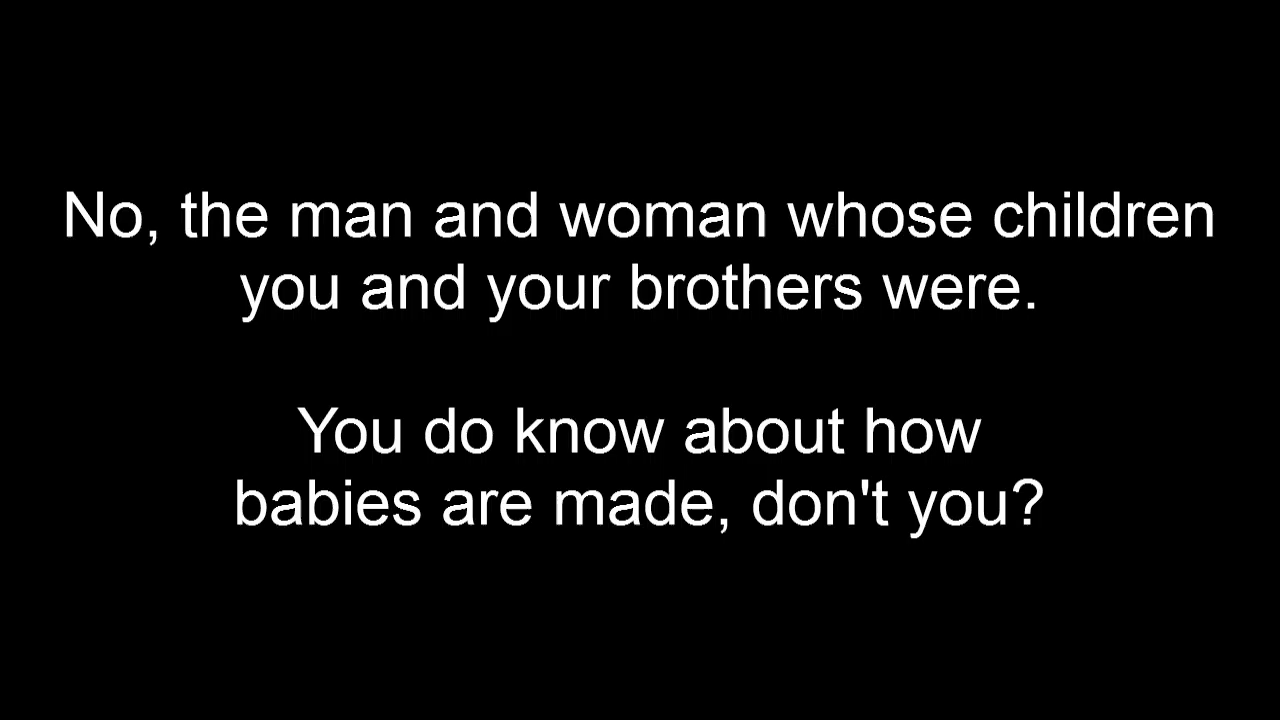 No, the man and woman whose children
you and your brothers were.
You do know about how
babies are made, don't you?